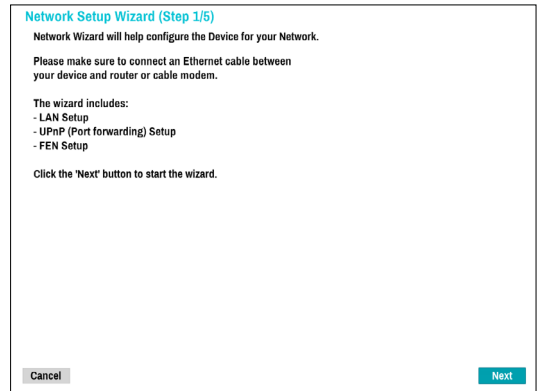 Network Setup Wizard (Step 1/5)
Network Wizard will help configure the Device for your Network.
Please make sure to connect an Ethernet cable between
your device and router or cable modem.
The wizard includes:
- LAN Setup
- UPnP (Port forwarding) Setup
- FEN Setup
Click the 'Next' button to start the wizard.
Cancel
Next